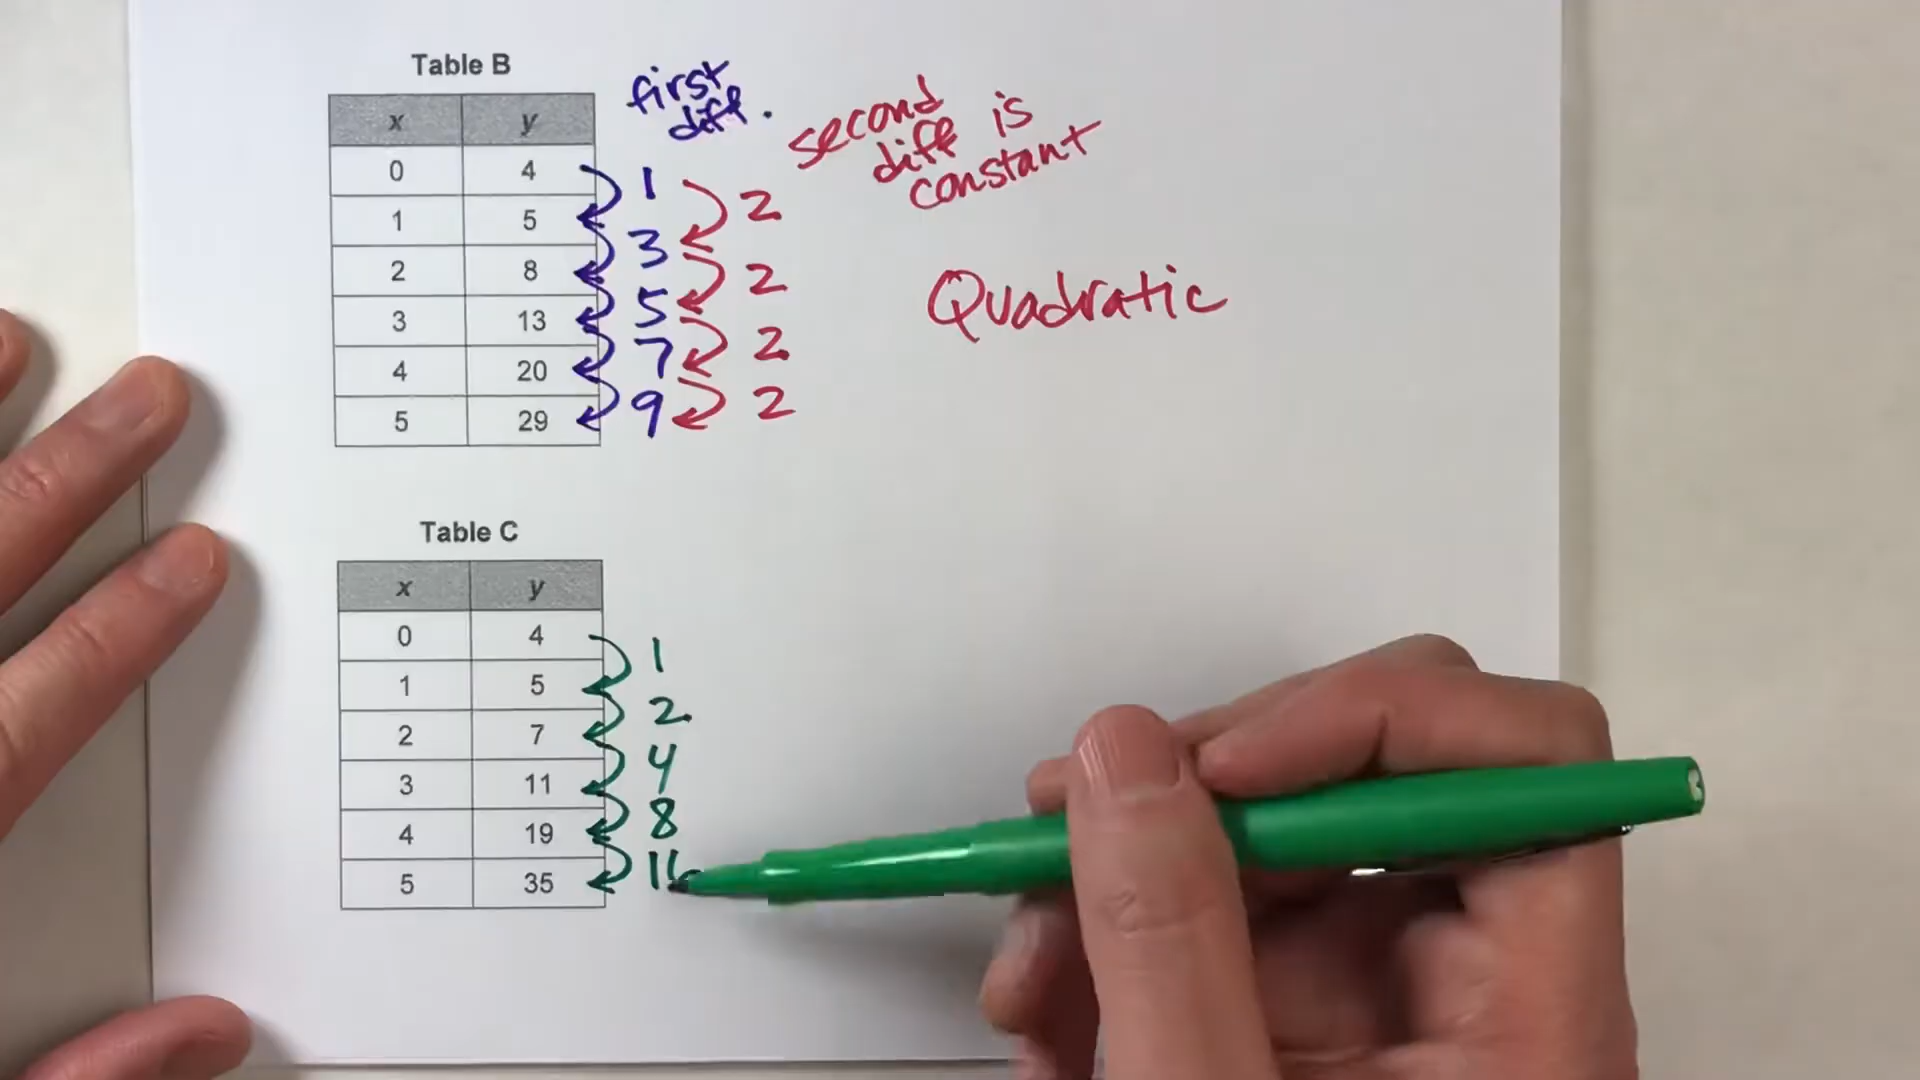 Table B
first
diff.
second
diff is
constant
x y
0 4
1 5
2 8
3 13
4 20
5 29
1
3
5
7
9
2
2
2
2
Quadratic
Table C
x y
0 4
1 5
2 7
3 11
4 19
5 35
1
2
4
8
16